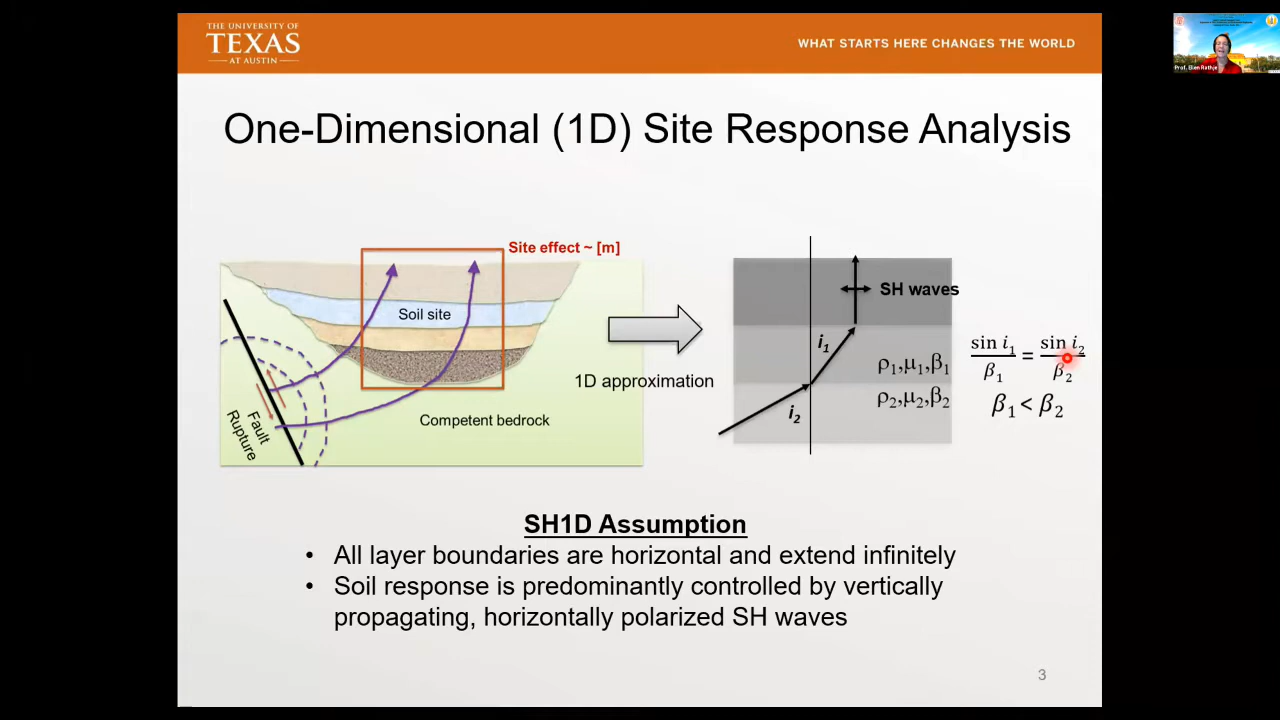 THE UNIVERSITY OF
TEXAS
AT AUSTIN
WHAT STARTS HERE CHANGES THE WORLD
Prof. Ellen Rathje
One-Dimensional (1D) Site Response Analysis
Site effect ~ [m]
Soil site
Fault
Rupture
Competent bedrock
1D approximation
SH waves
i₁
i₂
ρ₁,μ₁,β₁
ρ₂,μ₂,β₂
sin i₁ / β₁ = sin i₂ / β₂
β₁ < β₂
SH1D Assumption
• All layer boundaries are horizontal and extend infinitely
• Soil response is predominantly controlled by vertically
propagating, horizontally polarized SH waves
3